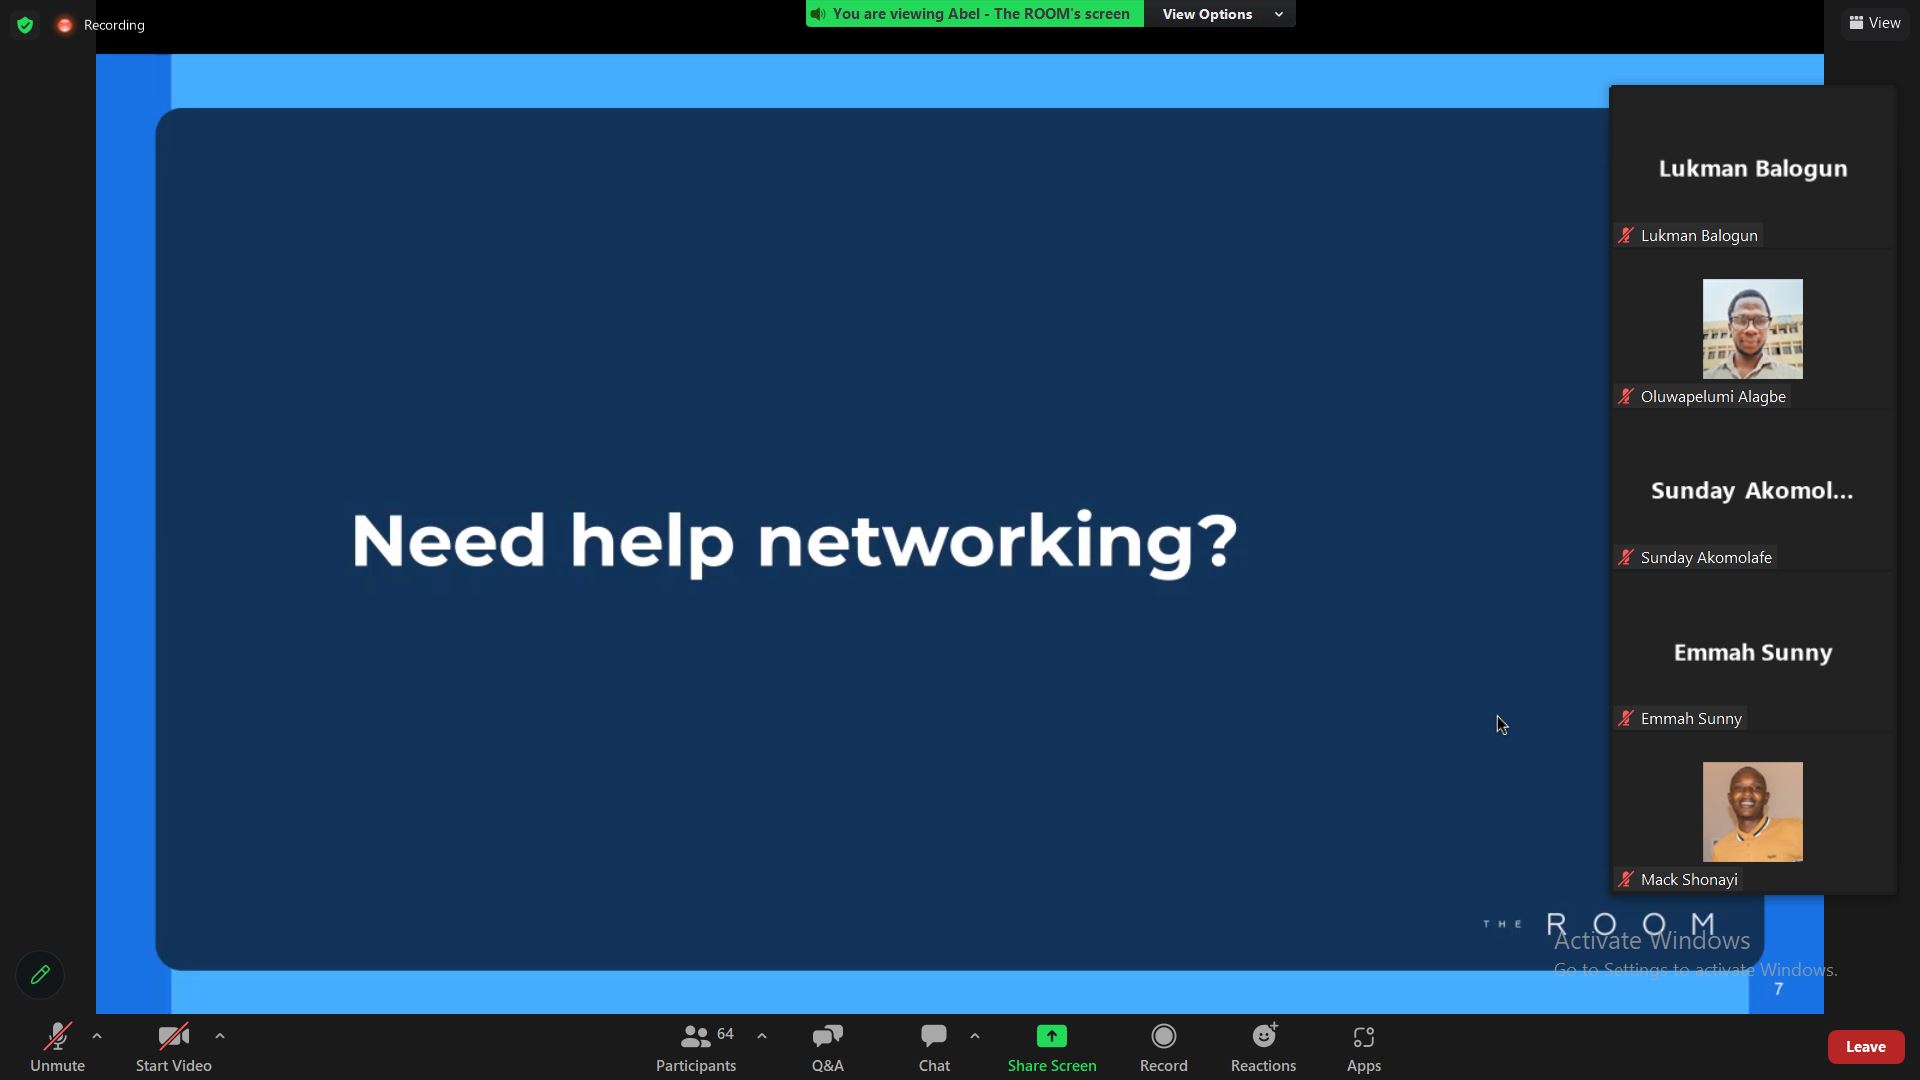 Recording
You are viewing Abel - The ROOM's screen
View Options
View
Need help networking?
Lukman Balogun
Lukman Balogun
Oluwapelumi Alagbe
Sunday Akomol...
Sunday Akomolafe
Emmah Sunny
Emmah Sunny
Mack Shonayi
THE ROOM
Activate Windows
Go to Settings to activate Windows.
7
Unmute
Start Video
64
Participants
Q&A
Chat
Share Screen
Record
Reactions
Apps
Leave